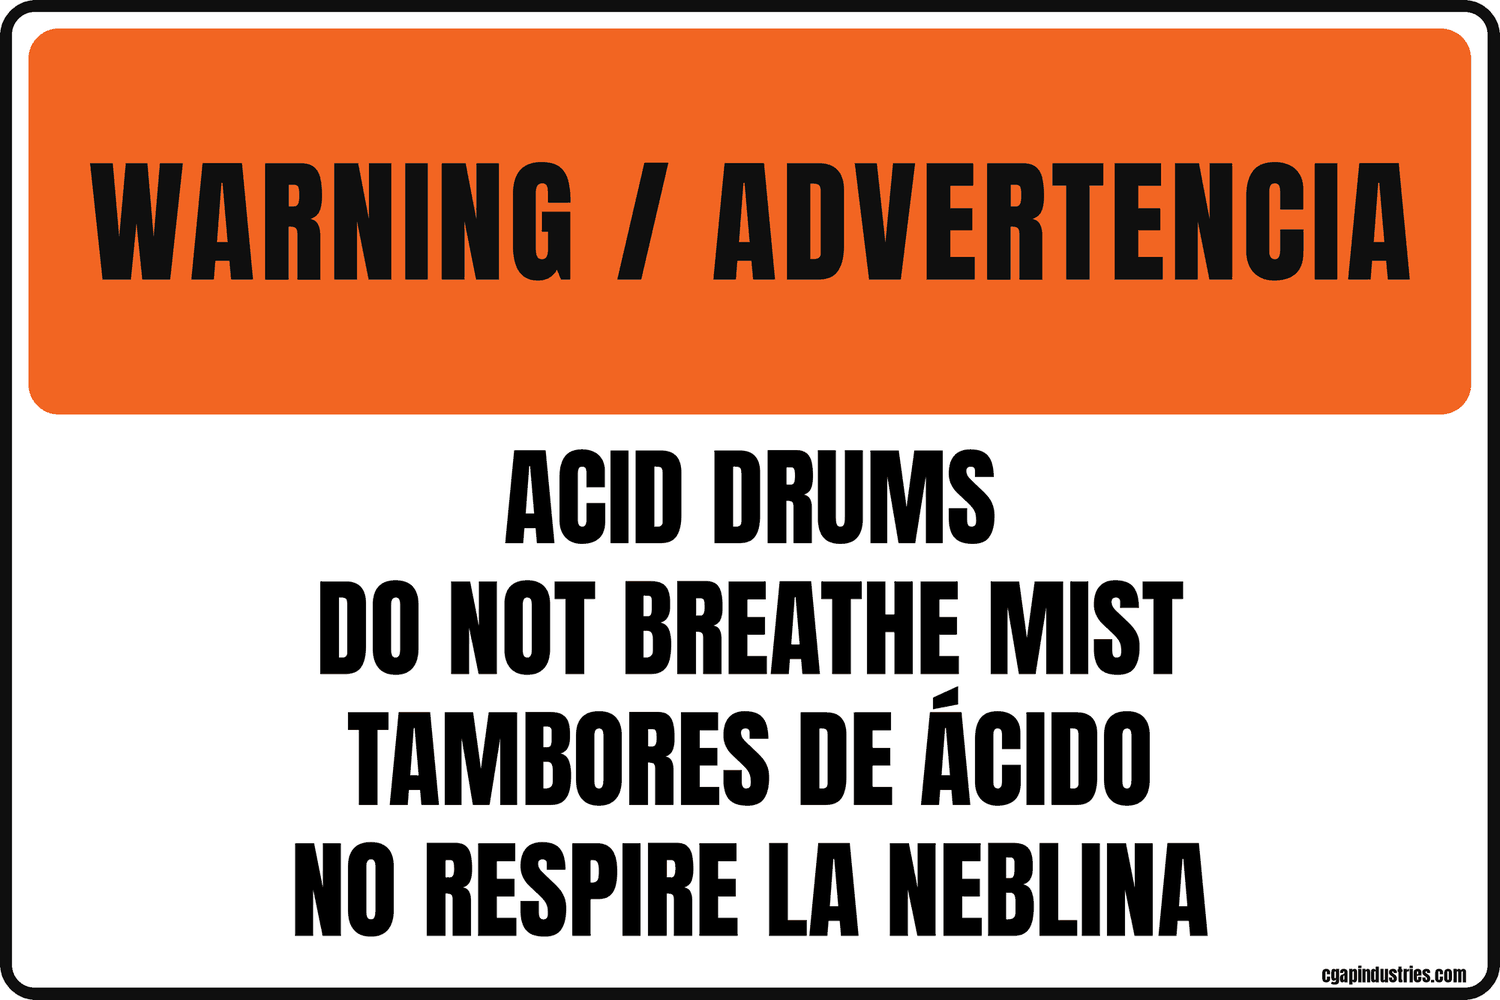 WARNING / ADVERTENCIA
ACID DRUMS
DO NOT BREATHE MIST
TAMBORES DE ÁCIDO
NO RESPIRE LA NEBLINA
cgapindustries.com